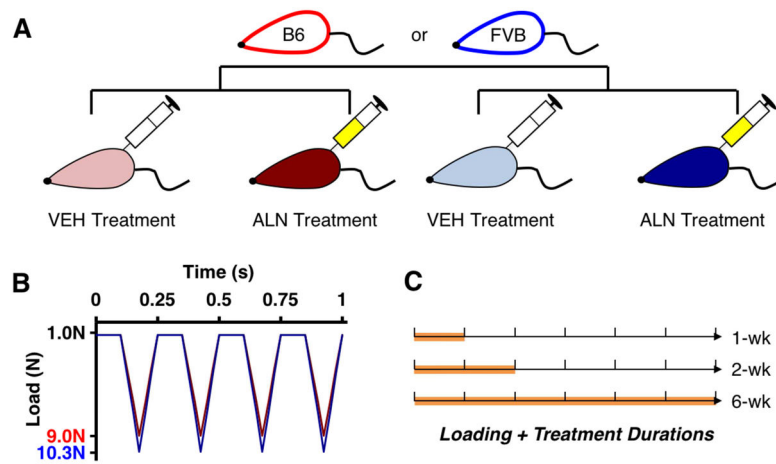 A
B6 or FVB
VEH Treatment ALN Treatment VEH Treatment ALN Treatment
B
Time (s)
0 0.25 0.5 0.75 1
Load (N)
1.0N
9.0N
10.3N
C
1-wk
2-wk
6-wk
Loading + Treatment Durations